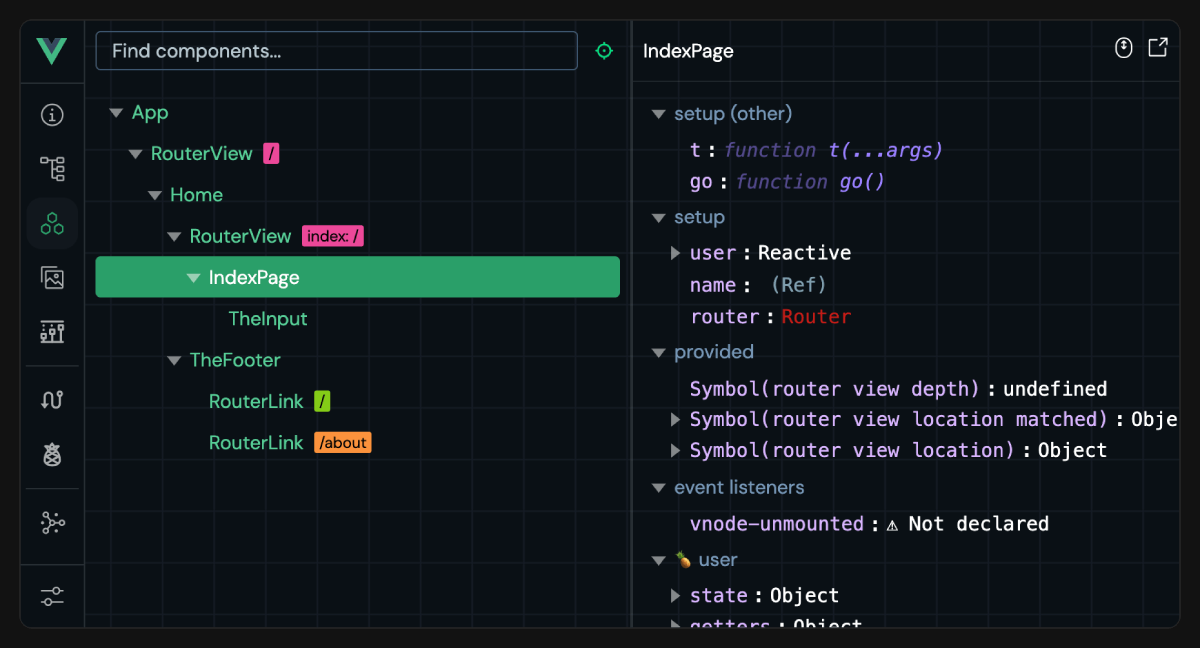 Find components...
App
RouterView /
Home
RouterView index: /
IndexPage
TheInput
TheFooter
RouterLink /
RouterLink /about
IndexPage
setup (other)
t : function t(...args)
go : function go()
setup
user : Reactive
name : (Ref)
router : Router
provided
Symbol(router view depth) : undefined
Symbol(router view location matched) : Obje
Symbol(router view location) : Object
event listeners
vnode-unmounted : ⚠ Not declared
🍍 user
state : Object
getters : Object